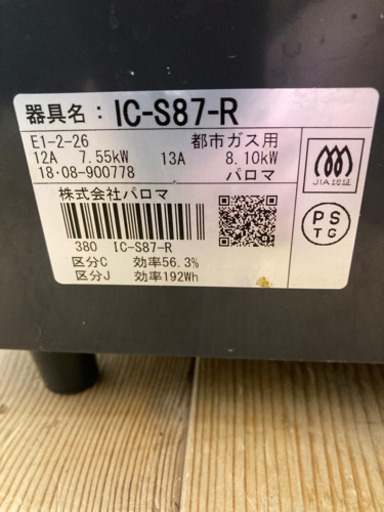 器具名：IC-S87-R
E1-2-26 都市ガス用
12A 7.55kW 13A 8.10kW
18·08-900778 パロマ
株式会社パロマ
380 IC-S87-R
区分C 効率56.3%
区分J 効率192Wh
JIA認証
PS
TG